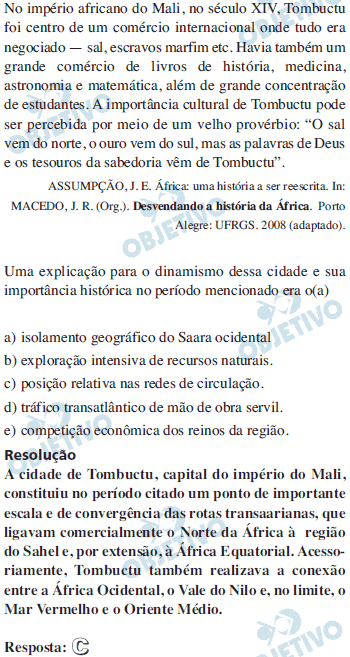 No império africano do Mali, no século XIV, Tombuctu
foi centro de um comércio internacional onde tudo era
negociado — sal, escravos marfim etc. Havia também um
grande comércio de livros de história, medicina,
astronomia e matemática, além de grande concentração
de estudantes. A importância cultural de Tombuctu pode
ser percebida por meio de um velho provérbio: “O sal
vem do norte, o ouro vem do sul, mas as palavras de Deus
e os tesouros da sabedoria vêm de Tombuctu”.
ASSUMPÇÃO, J. E. África: uma história a ser reescrita. In:
MACEDO, J. R. (Org.). Desvendando a história da África. Porto
Alegre: UFRGS. 2008 (adaptado).
Uma explicação para o dinamismo dessa cidade e sua
importância histórica no período mencionado era o(a)
a) isolamento geográfico do Saara ocidental
b) exploração intensiva de recursos naturais.
c) posição relativa nas redes de circulação.
d) tráfico transatlântico de mão de obra servil.
e) competição econômica dos reinos da região.
Resolução
A cidade de Tombuctu, capital do império do Mali,
constituiu no período citado um ponto de importante
escala e de convergência das rotas transaarianas, que
ligavam comercialmente o Norte da África à região
do Sahel e, por extensão, à África Equatorial. Acesso-
riamente, Tombuctu também realizava a conexão
entre a África Ocidental, o Vale do Nilo e, no limite, o
Mar Vermelho e o Oriente Médio.
Resposta: C
OBJETIVO
OBJETIVO
OBJETIVO
OBJETIVO
OBJETIVO
OBJETIVO
OBJETIVO
OBJETIVO